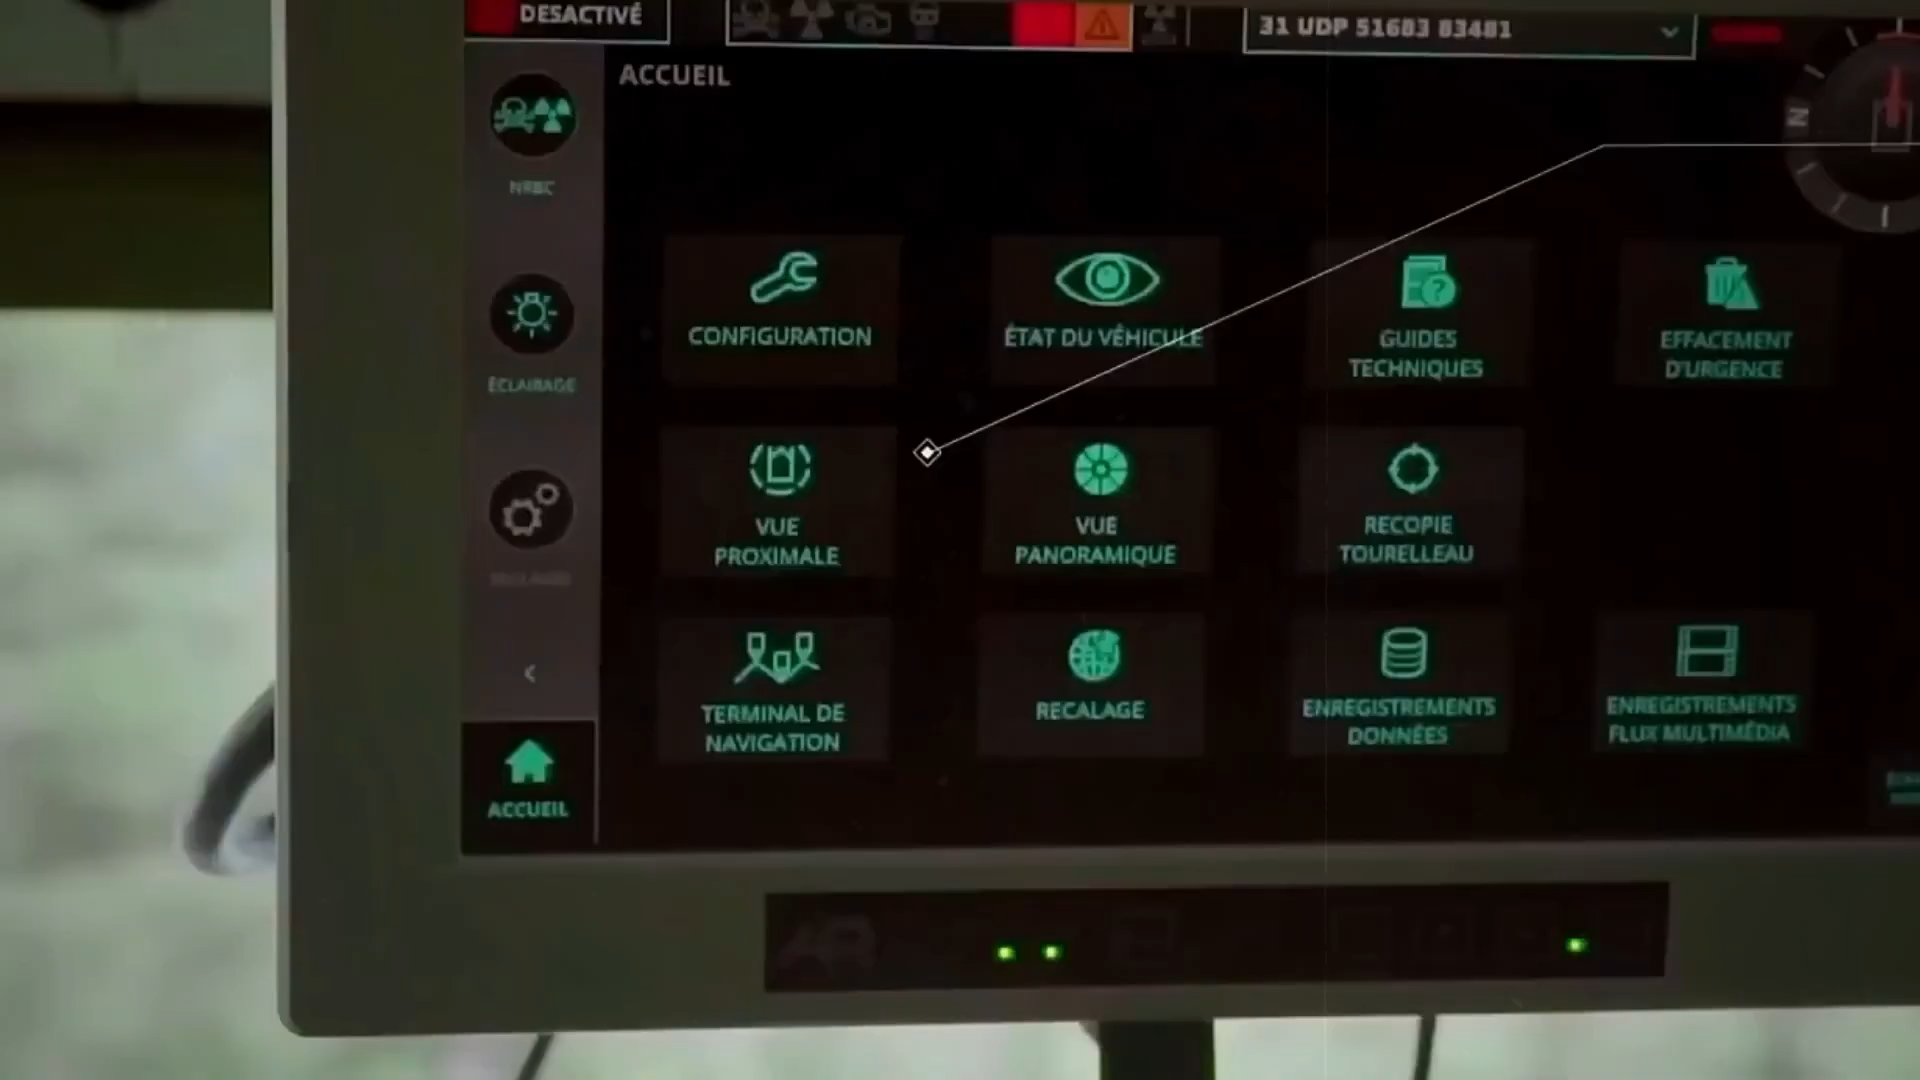 DESACTIVÉ
31 UDP 51683 83481
ACCUEIL
N
NRBC
ÉCLAIRAGE
CONFIGURATION
ÉTAT DU VÉHICULE
GUIDES
TECHNIQUES
EFFACEMENT
D'URGENCE
VUE
PROXIMALE
VUE
PANORAMIQUE
RECOPIE
TOURELLEAU
TERMINAL DE
NAVIGATION
RECALAGE
ENREGISTREMENTS
DONNÉES
ENREGISTREMENTS
FLUX MULTIMÉDIA
ACCUEIL